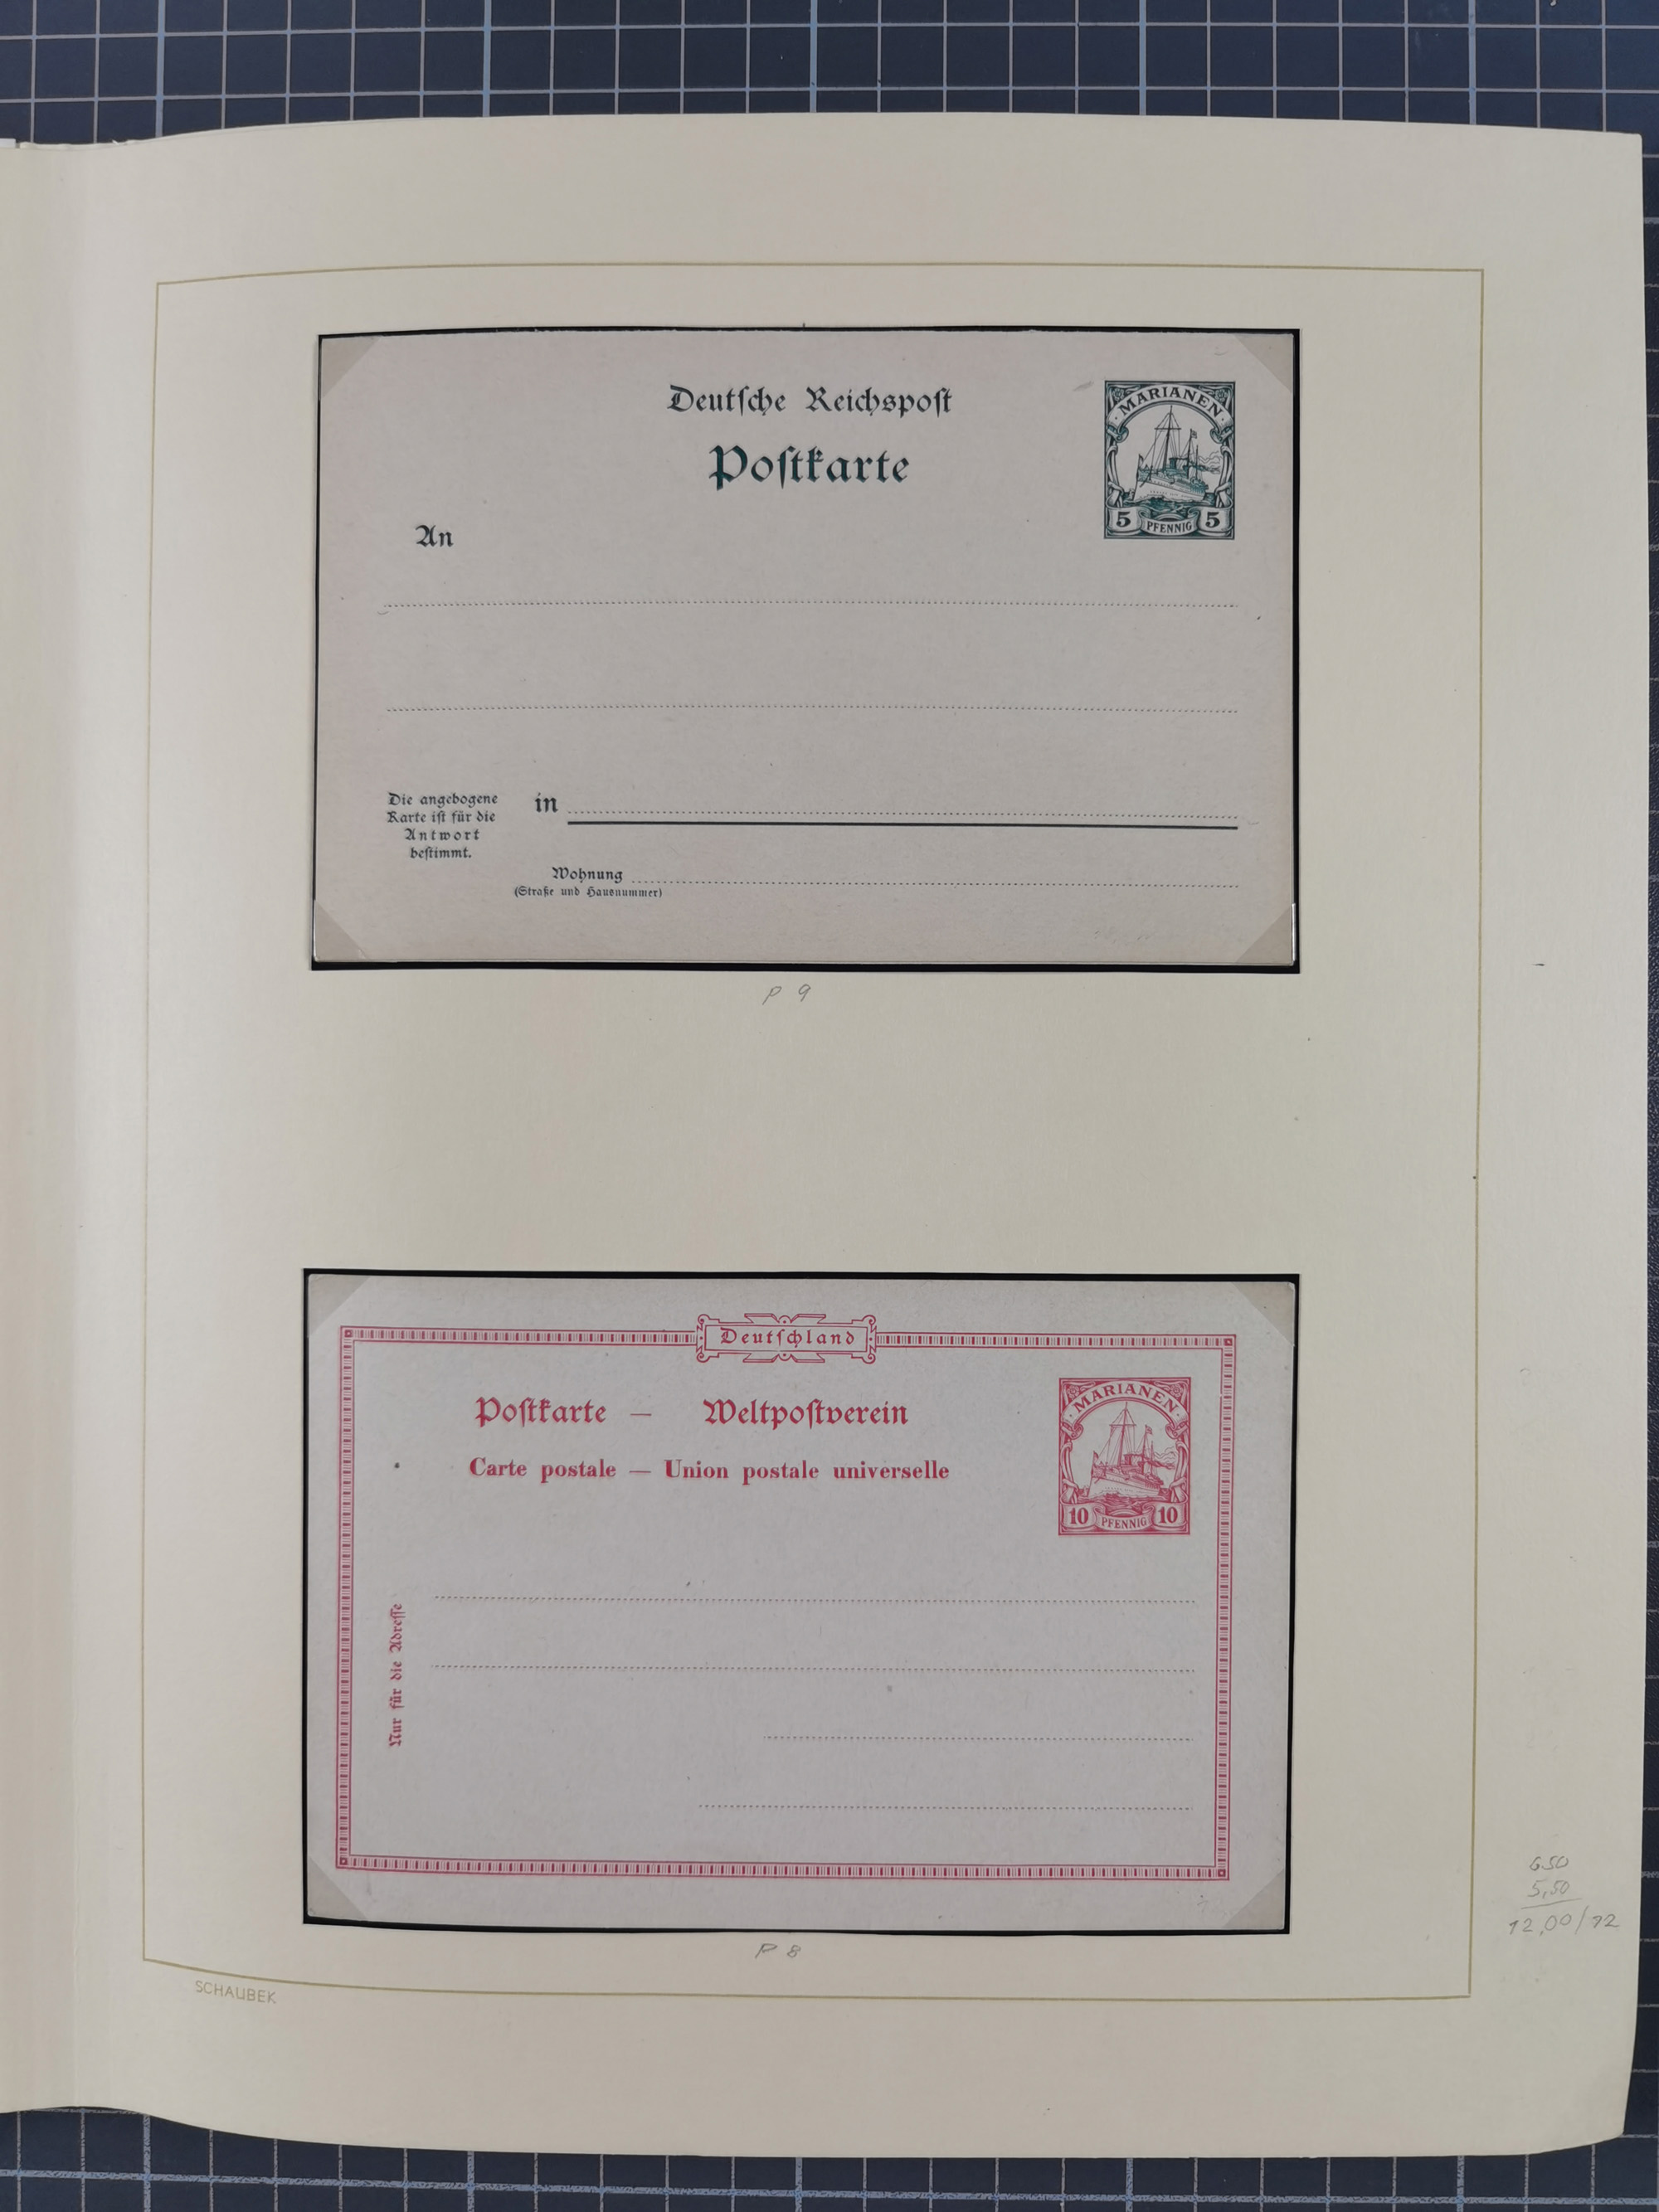 Deutſche Reichspoſt
Poſtkarte
MARIANEN
5 PFENNIG 5
An
Die angebogene
Karte iſt für die
Antwort
beſtimmt.
in
Wohnung
(Straße und Hausnummer)
P 9
Deutſchland
Poſtkarte — Weltpoſtverein
Carte postale — Union postale universelle
MARIANEN
10 PFENNIG 10
Nur für die Adreſſe
P 8
650
5,50
12,00/72
SCHAUBEK